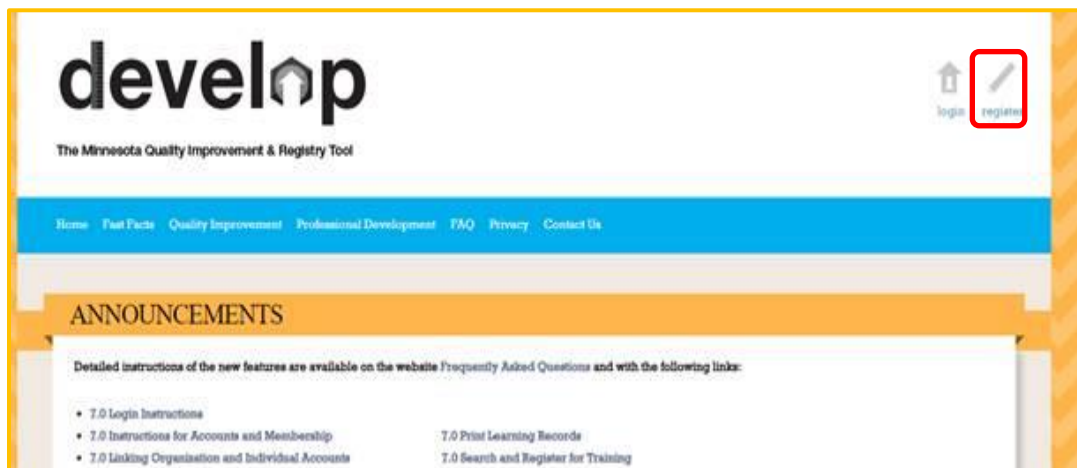 develop
The Minnesota Quality Improvement & Registry Tool
login register
Home Fast Facts Quality Improvement Professional Development FAQ Privacy Contact Us
ANNOUNCEMENTS
Detailed instructions of the new features are available on the website Frequently Asked Questions and with the following links:
• 7.0 Login Instructions
• 7.0 Instructions for Accounts and Membership 7.0 Print Learning Records
• 7.0 Linking Organization and Individual Accounts 7.0 Search and Register for Training